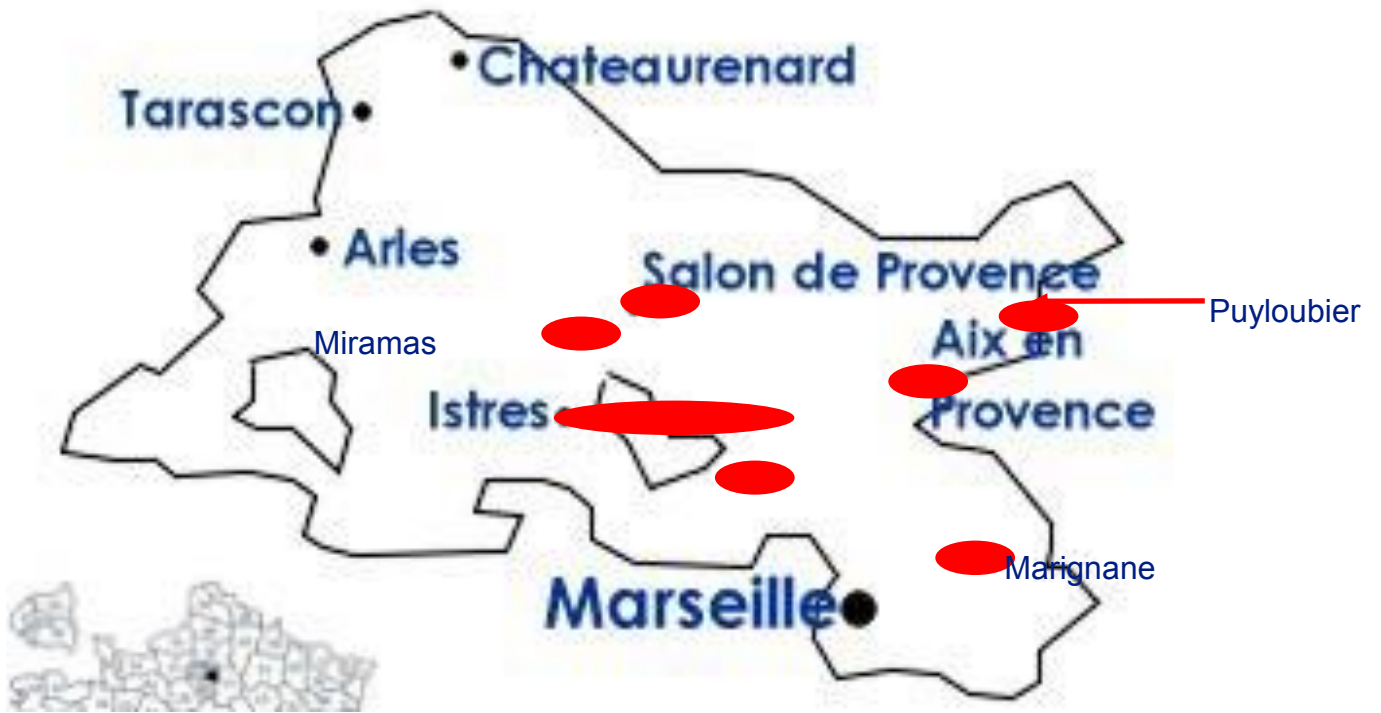 Chateaurenard
Tarascon
Arles
Salon de Provence
Puyloubier
Miramas
Aix en
Istres
Provence
Marignane
Marseille